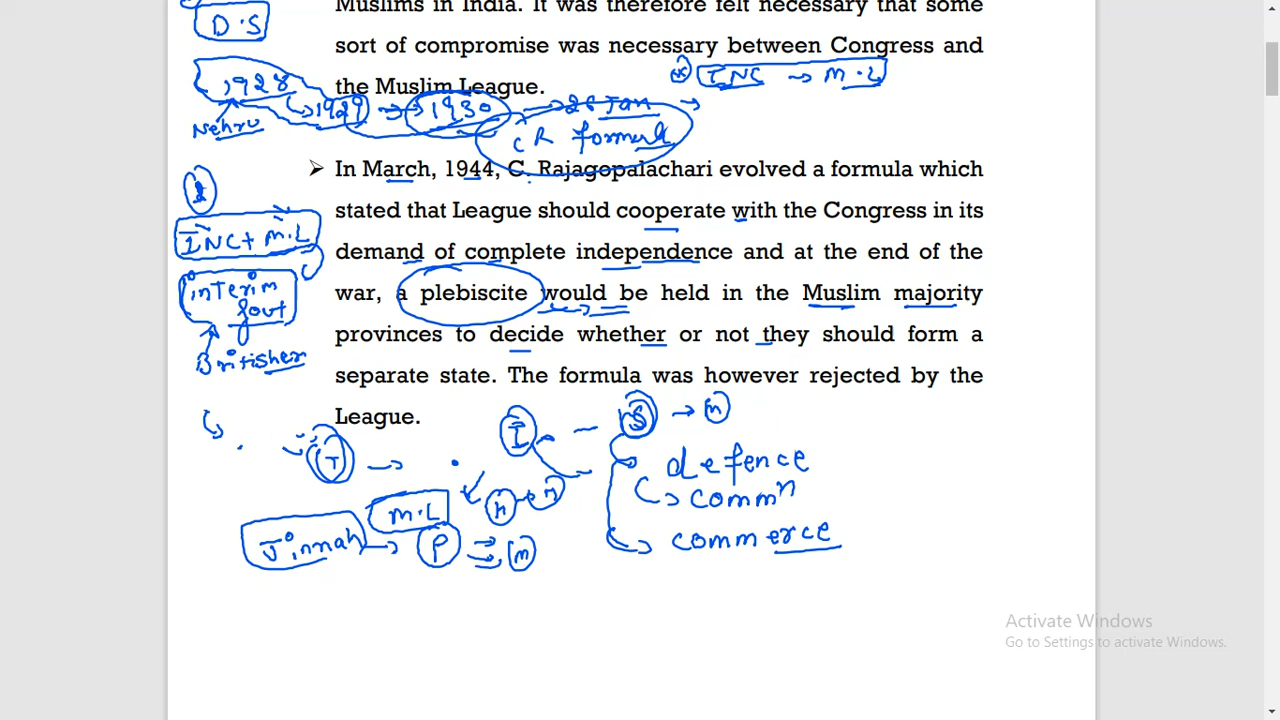 Muslims in India. It was therefore felt necessary that some
D.S
sort of compromise was necessary between Congress and
the Muslim League.
INC → M.L
1928 → 1929 → 1930 → 26 Jan →
Nehru
CR formula
➢ In March, 1944, C. Rajagopalachari evolved a formula which
1
stated that League should cooperate with the Congress in its
INC + M.L
demand of complete independence and at the end of the
interim
war, a plebiscite would be held in the Muslim majority
govt
provinces to decide whether or not they should form a
Britisher
separate state. The formula was however rejected by the
League.
I - S → M
T →
defence
commn
M.L
H → M
Jinnah → P → M
commerce
Activate Windows
Go to Settings to activate Windows.